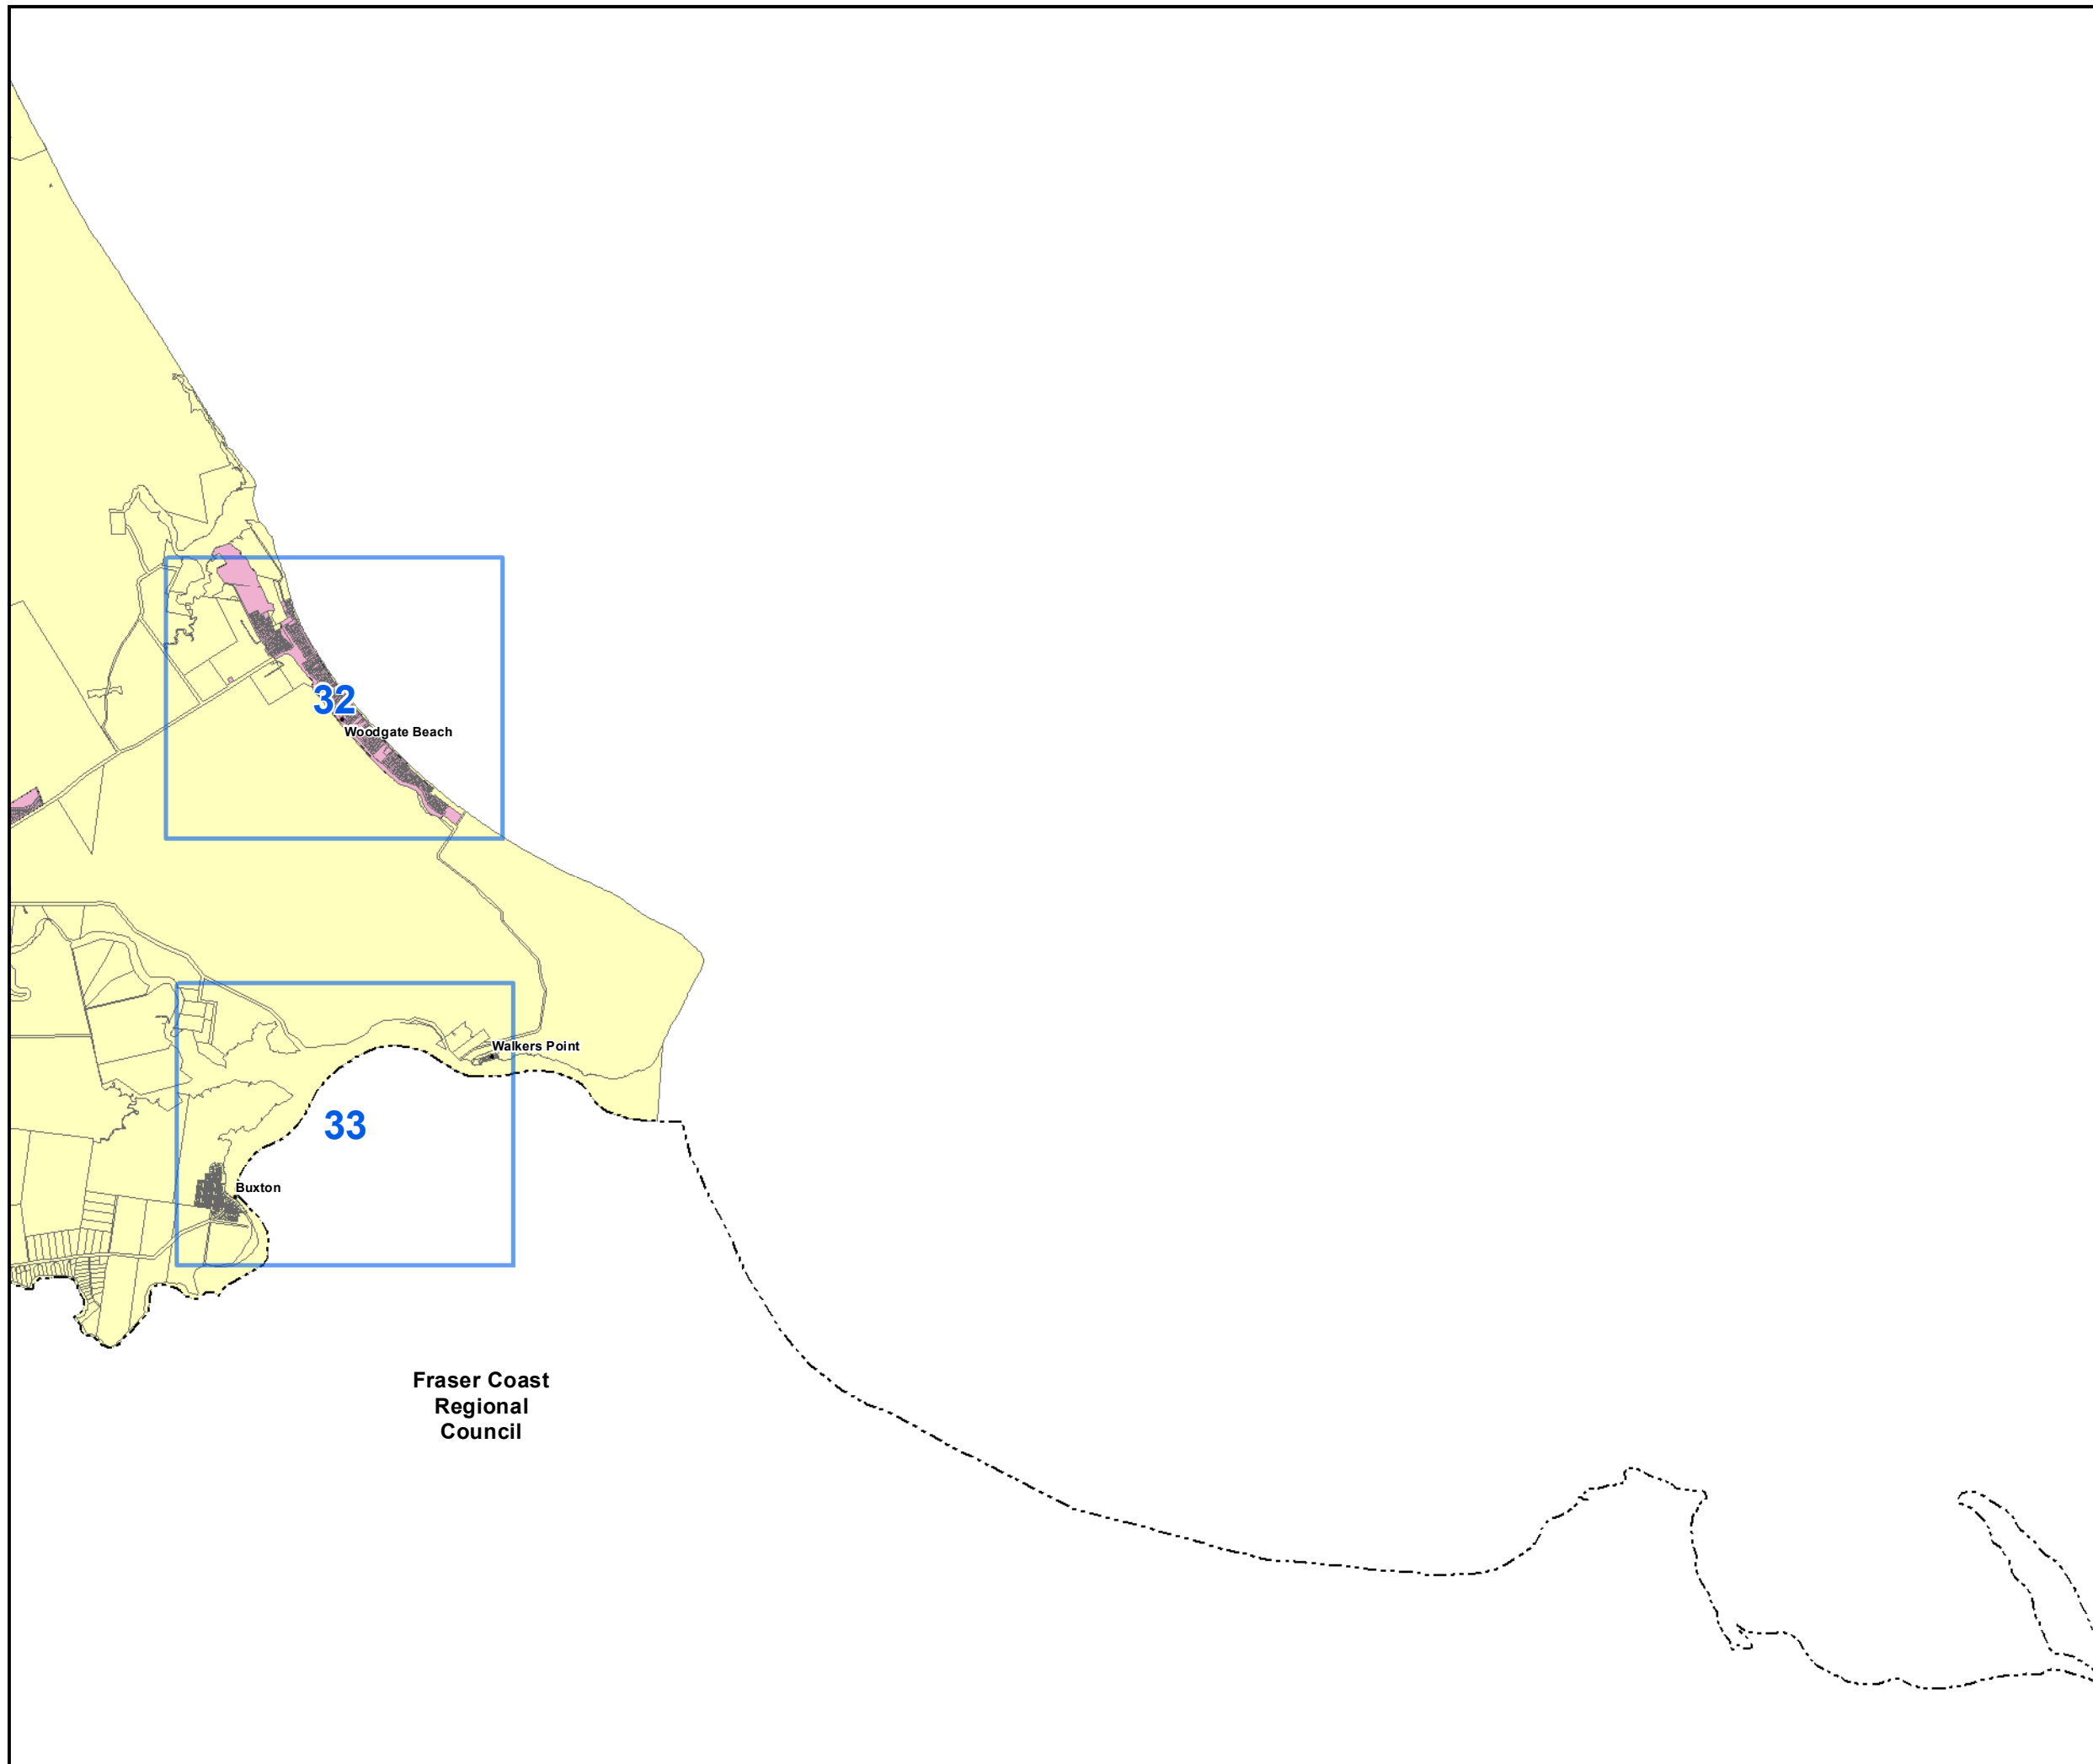 32
Woodgate Beach
Walkers Point
33
Buxton
Fraser Coast
Regional
Council